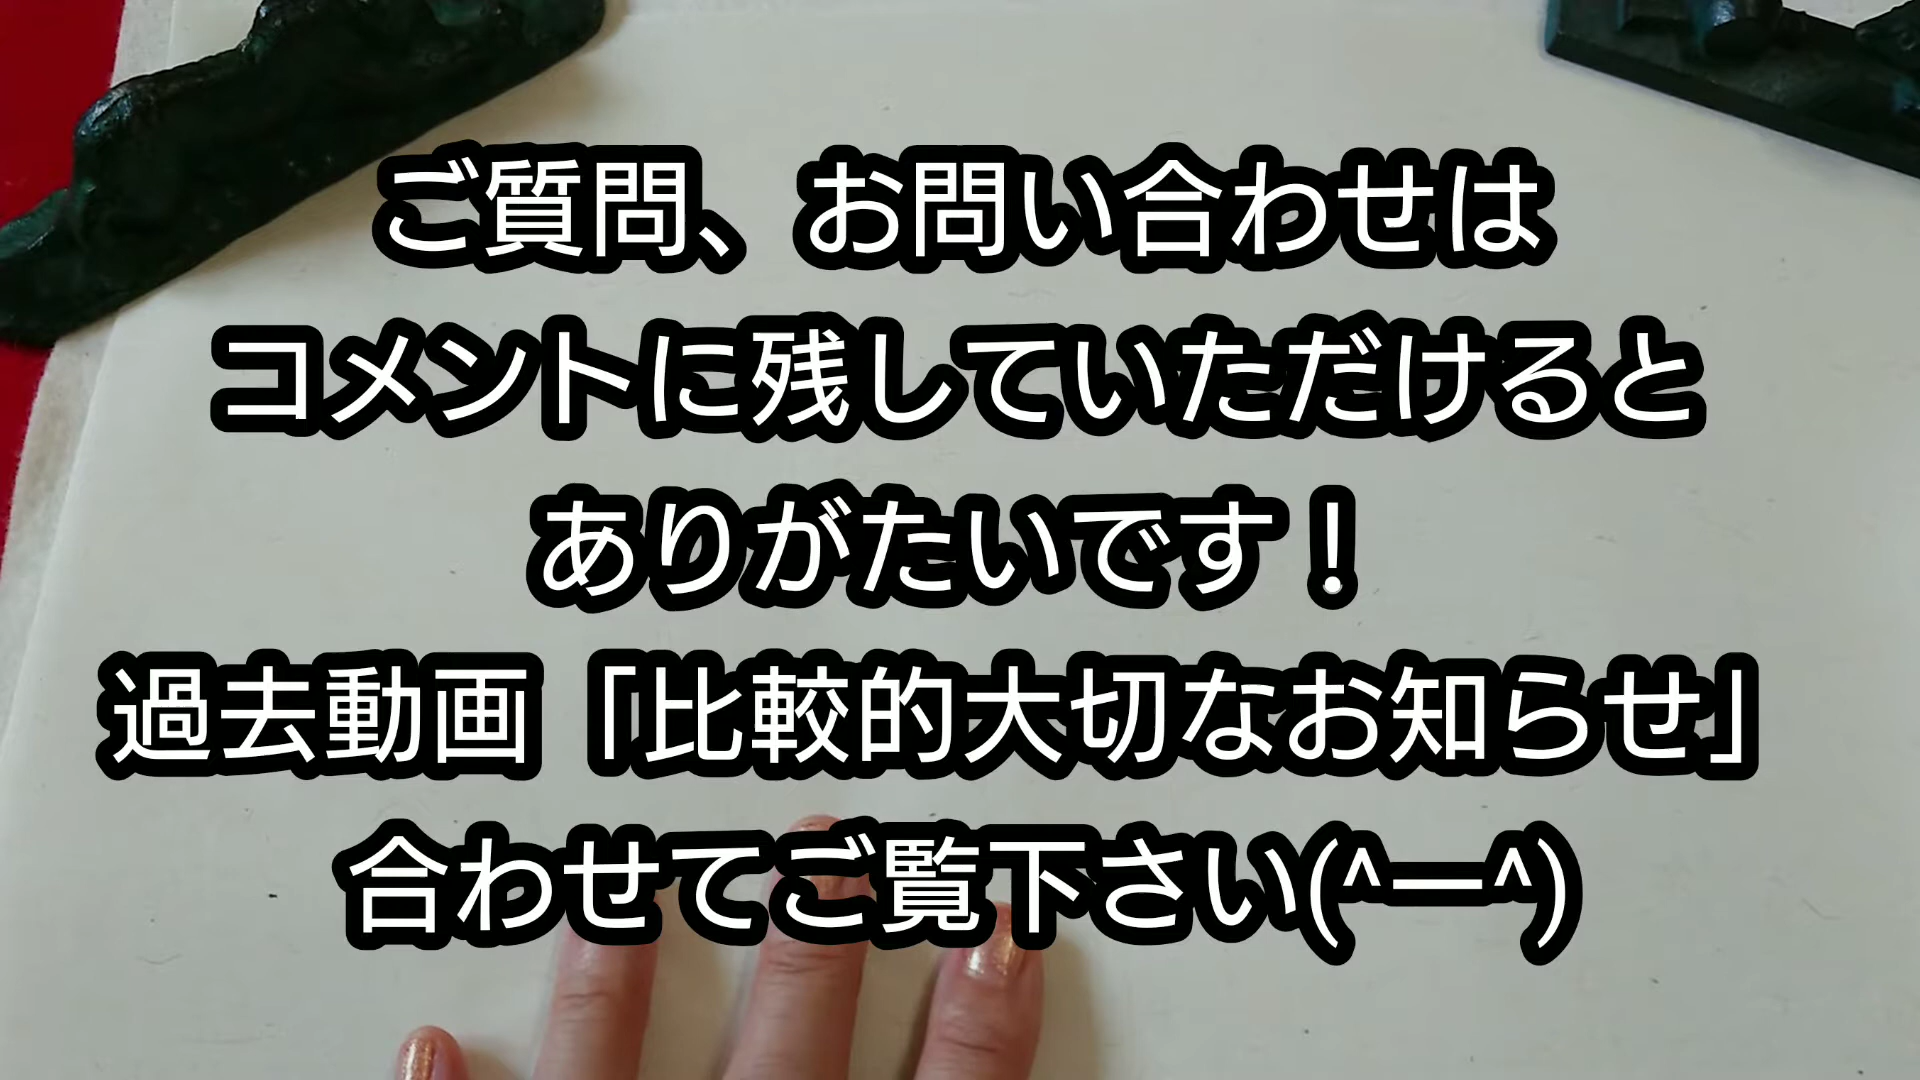 ご質問、お問い合わせは
コメントに残していただけると
ありがたいです！
過去動画「比較的大切なお知らせ」
合わせてご覧下さい(^ー^)